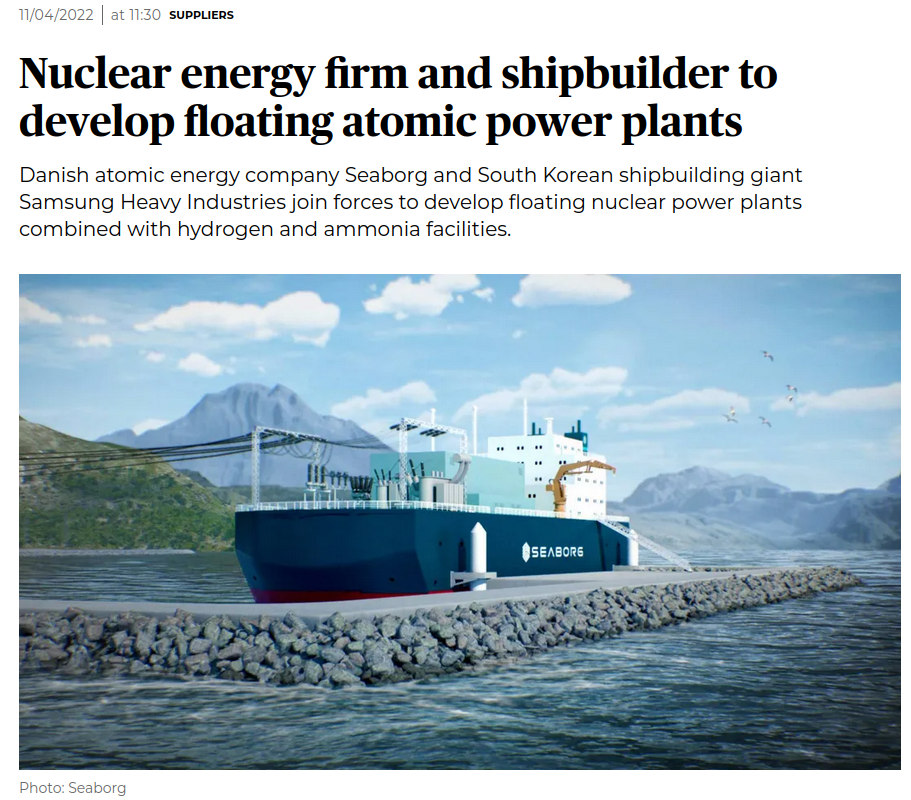 11/04/2022 | at 11:30 SUPPLIERS
Nuclear energy firm and shipbuilder to
develop floating atomic power plants
Danish atomic energy company Seaborg and South Korean shipbuilding giant
Samsung Heavy Industries join forces to develop floating nuclear power plants
combined with hydrogen and ammonia facilities.
SEABORG
Photo: Seaborg